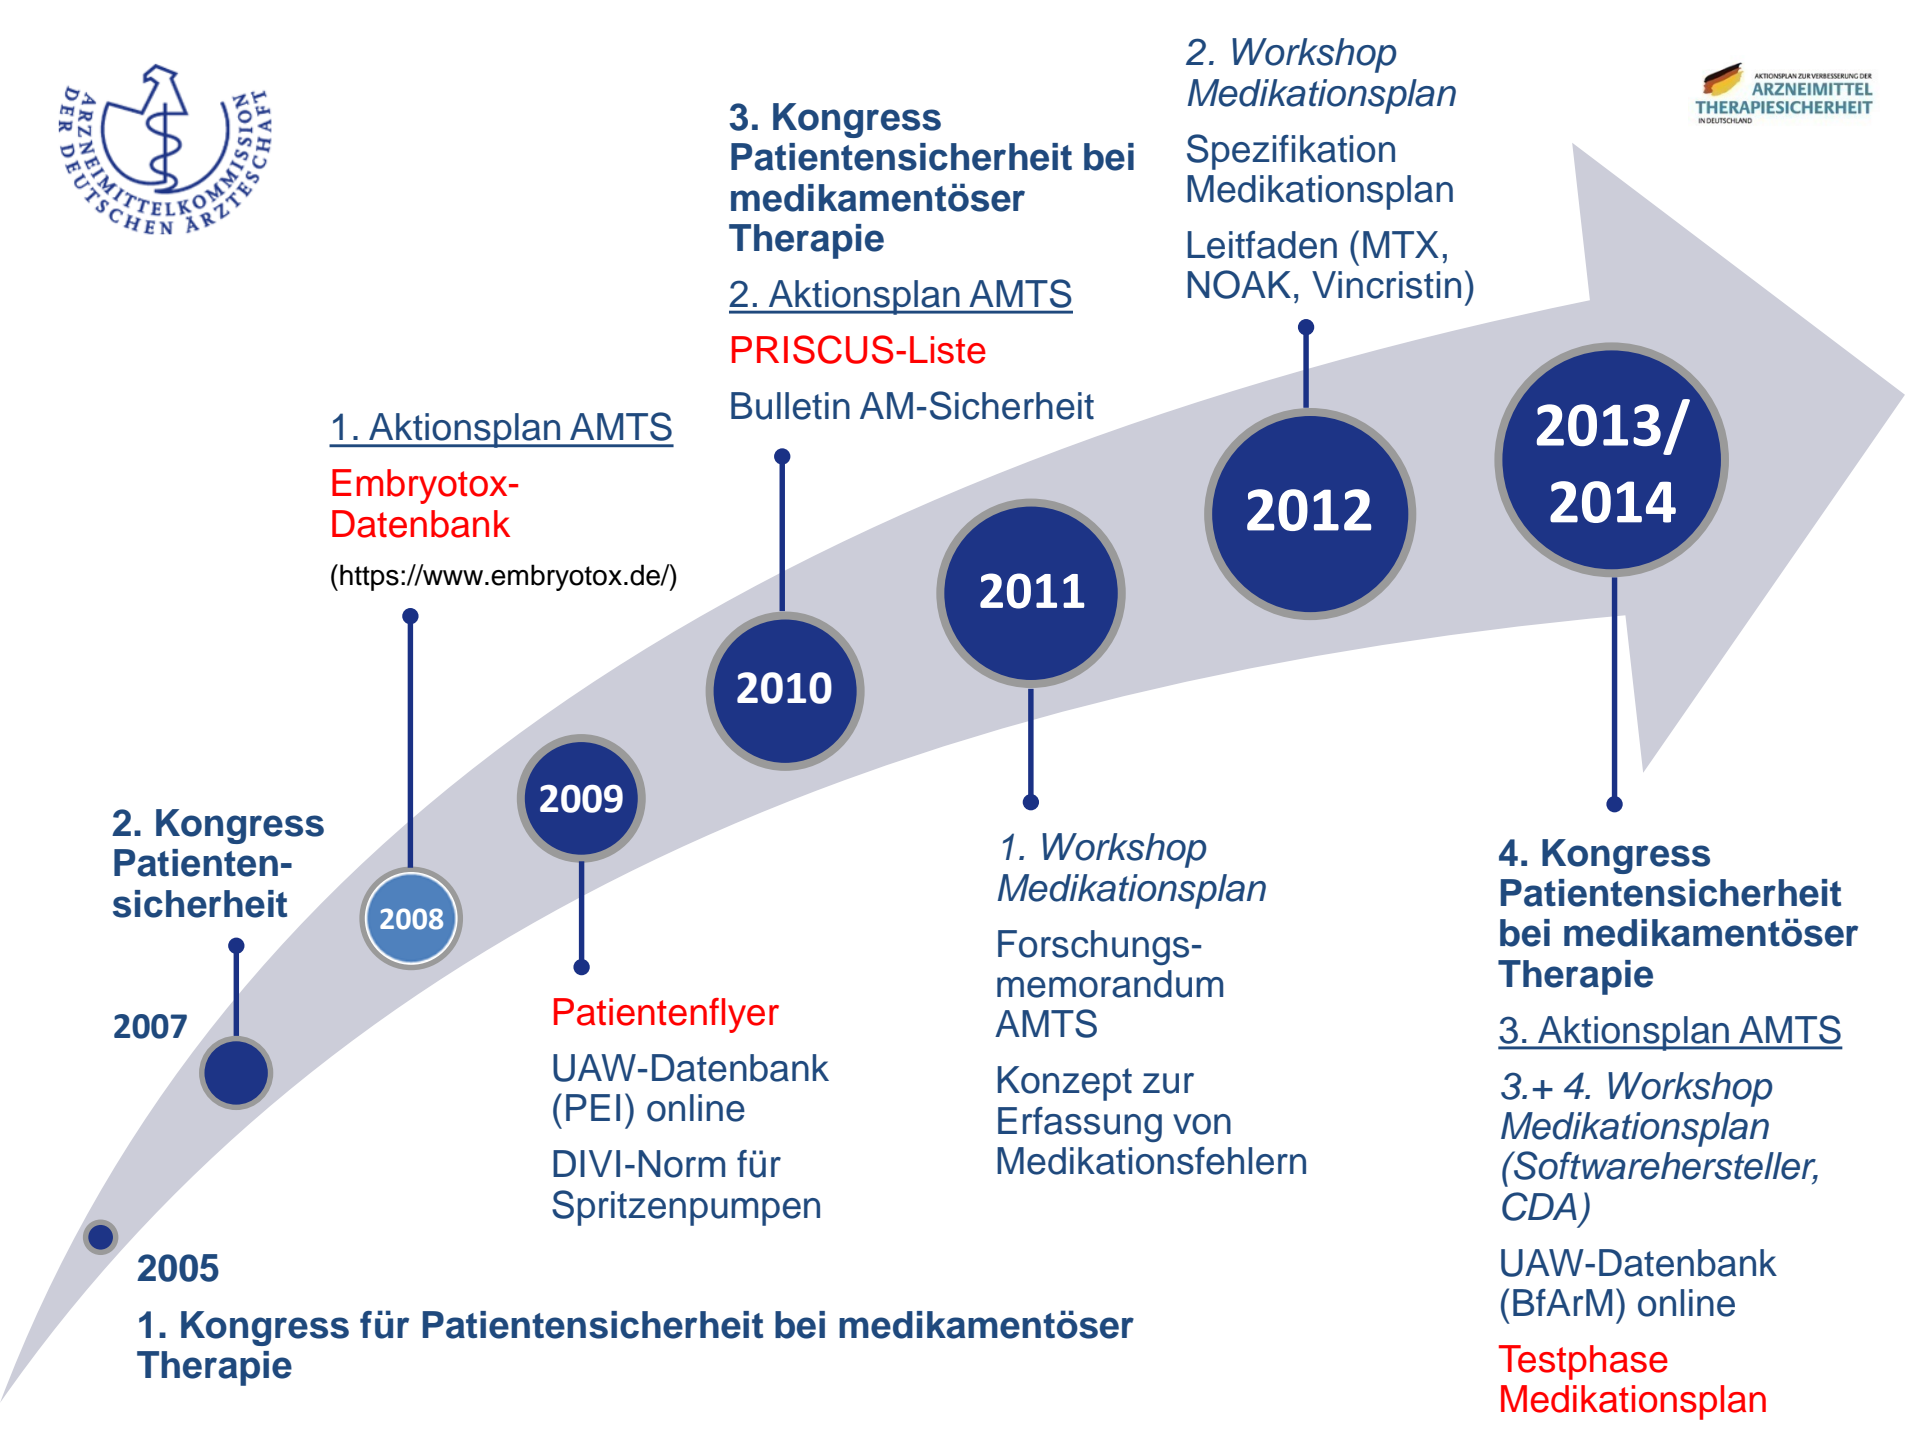 ARZNEIMITTELKOMMISSION
DER DEUTSCHEN ÄRZTESCHAFT
AKTIONSPLAN ZUR VERBESSERUNG DER
ARZNEIMITTEL
THERAPIESICHERHEIT
IN DEUTSCHLAND
2005
1. Kongress für Patientensicherheit bei medikamentöser
Therapie
2. Kongress
Patienten-
sicherheit
2007
1. Aktionsplan AMTS
Embryotox-
Datenbank
(https://www.embryotox.de/)
2008
2009
Patientenflyer
UAW-Datenbank
(PEI) online
DIVI-Norm für
Spritzenpumpen
3. Kongress
Patientensicherheit bei
medikamentöser
Therapie
2. Aktionsplan AMTS
PRISCUS-Liste
Bulletin AM-Sicherheit
2010
2011
1. Workshop
Medikationsplan
Forschungs-
memorandum
AMTS
Konzept zur
Erfassung von
Medikationsfehlern
2. Workshop
Medikationsplan
Spezifikation
Medikationsplan
Leitfaden (MTX,
NOAK, Vincristin)
2012
2013/
2014
4. Kongress
Patientensicherheit
bei medikamentöser
Therapie
3. Aktionsplan AMTS
3.+ 4. Workshop
Medikationsplan
(Softwarehersteller,
CDA)
UAW-Datenbank
(BfArM) online
Testphase
Medikationsplan